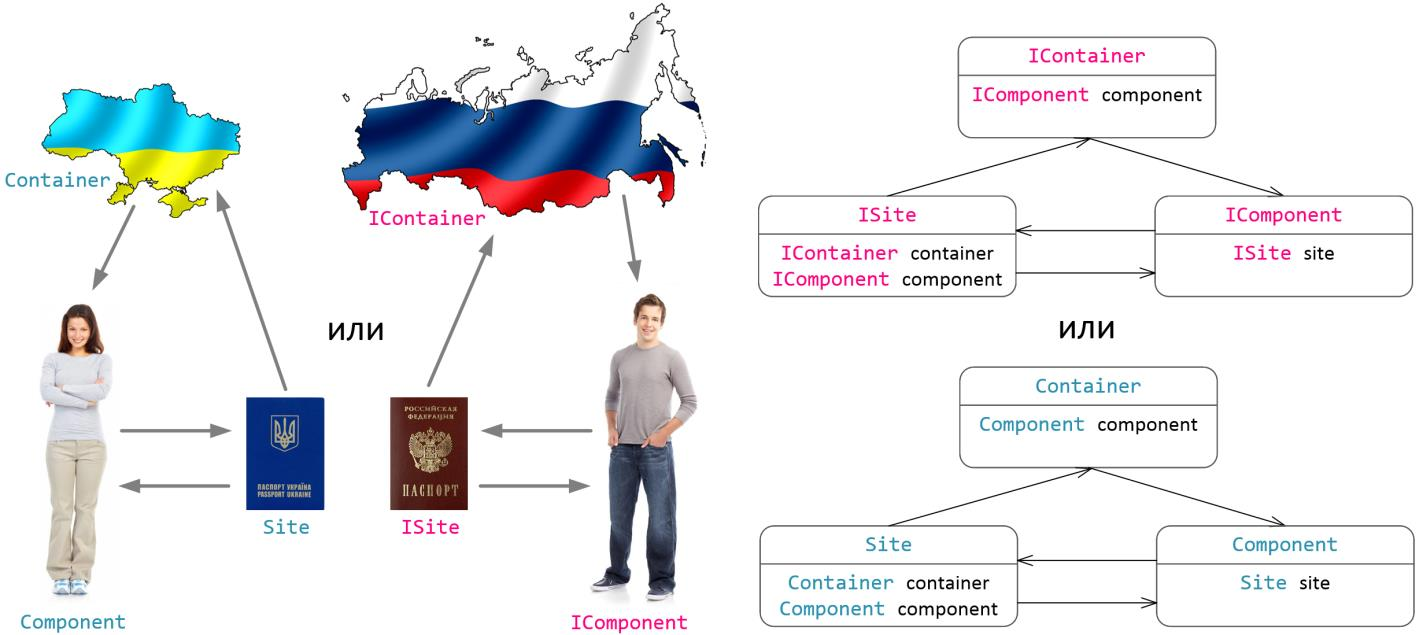 Container
IContainer
ИЛИ
РОССИЙСКАЯ
ФЕДЕРАЦИЯ
ПАСПОРТ
ПАСПОРТ УКРАЇНА
PASSPORT UKRAINE
Site
ISite
Component
IComponent
IContainer
IComponent component
ISite
IContainer container
IComponent component
IComponent
ISite site
ИЛИ
Container
Component component
Site
Container container
Component component
Component
Site site